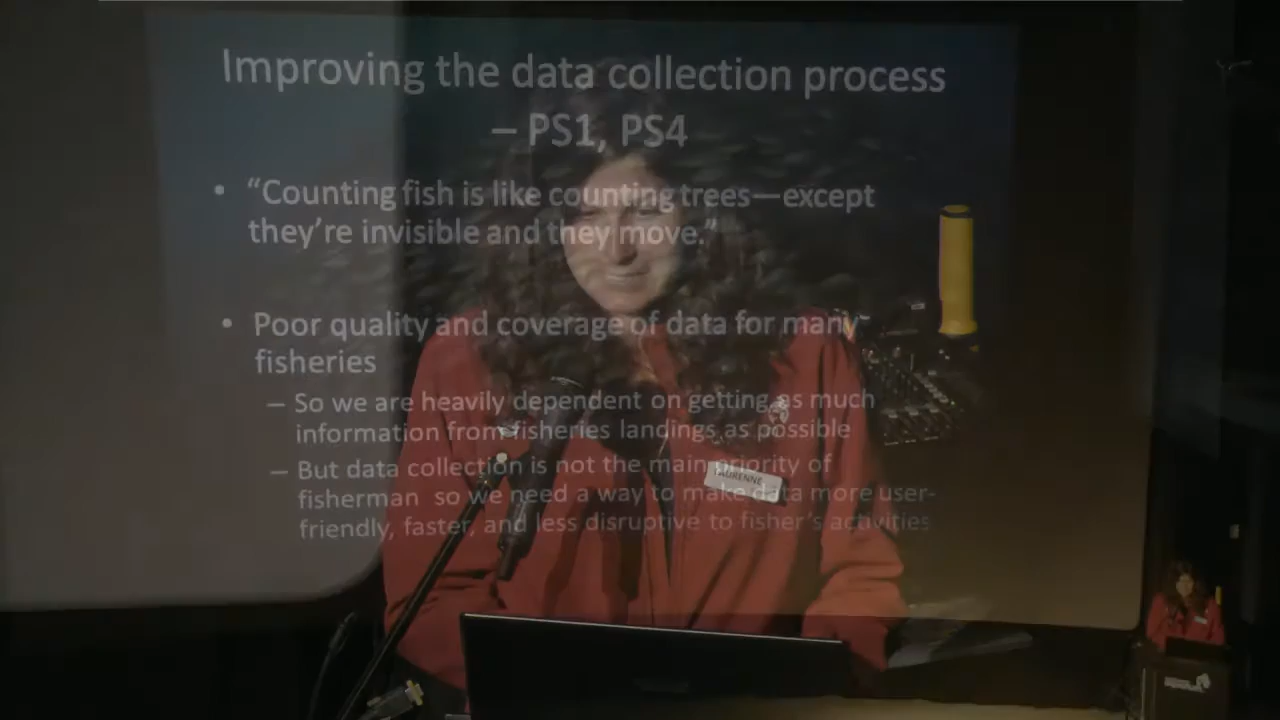 Improving the data collection process
– PS1, PS4
• “Counting fish is like counting trees—except
they’re invisible and they move.”
• Poor quality and coverage of data for many
fisheries
– So we are heavily dependent on getting as much
information from fisheries landings as possible
– But data collection is not the main priority of
fisherman so we need a way to make data more user-
friendly, faster, and less disruptive to fisher’s activities
LAURENNE